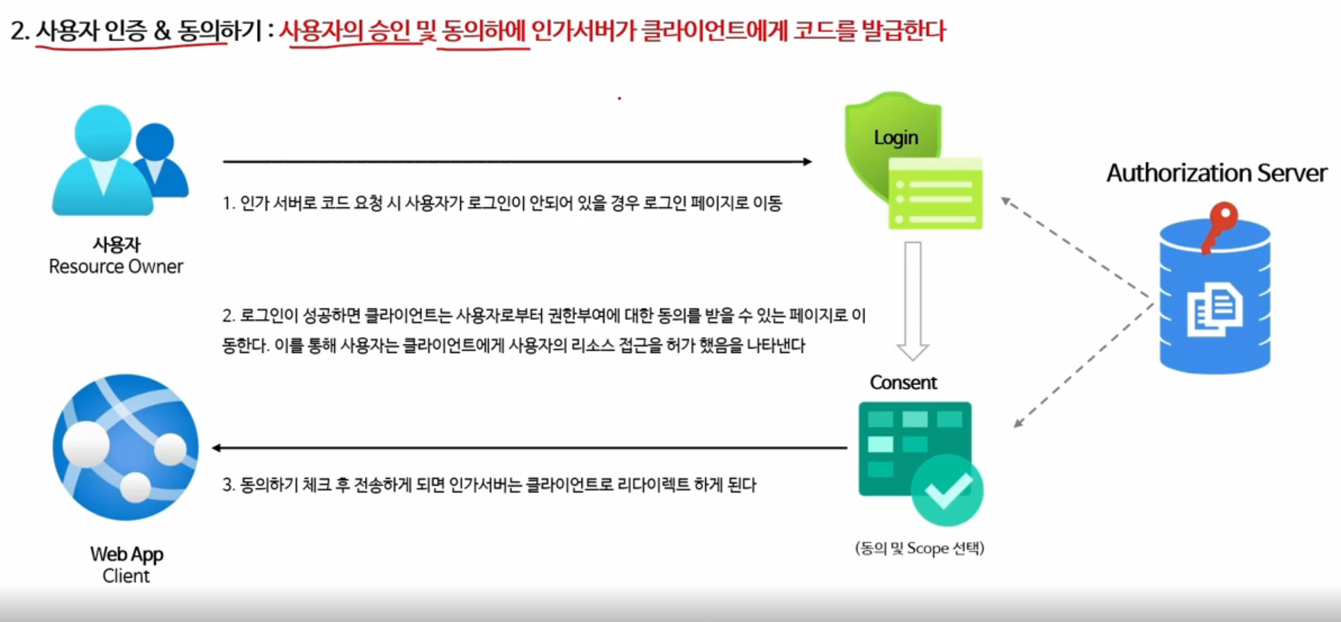 2. 사용자 인증 & 동의하기 : 사용자의 승인 및 동의하에 인가서버가 클라이언트에게 코드를 발급한다
Login
Authorization Server
1. 인가 서버로 코드 요청 시 사용자가 로그인이 안되어 있을 경우 로그인 페이지로 이동
사용자
Resource Owner
2. 로그인이 성공하면 클라이언트는 사용자로부터 권한부여에 대한 동의를 받을 수 있는 페이지로 이
동한다. 이를 통해 사용자는 클라이언트에게 사용자의 리소스 접근을 허가 했음을 나타낸다
Consent
3. 동의하기 체크 후 전송하게 되면 인가서버는 클라이언트로 리다이렉트 하게 된다
(동의 및 Scope 선택)
Web App
Client